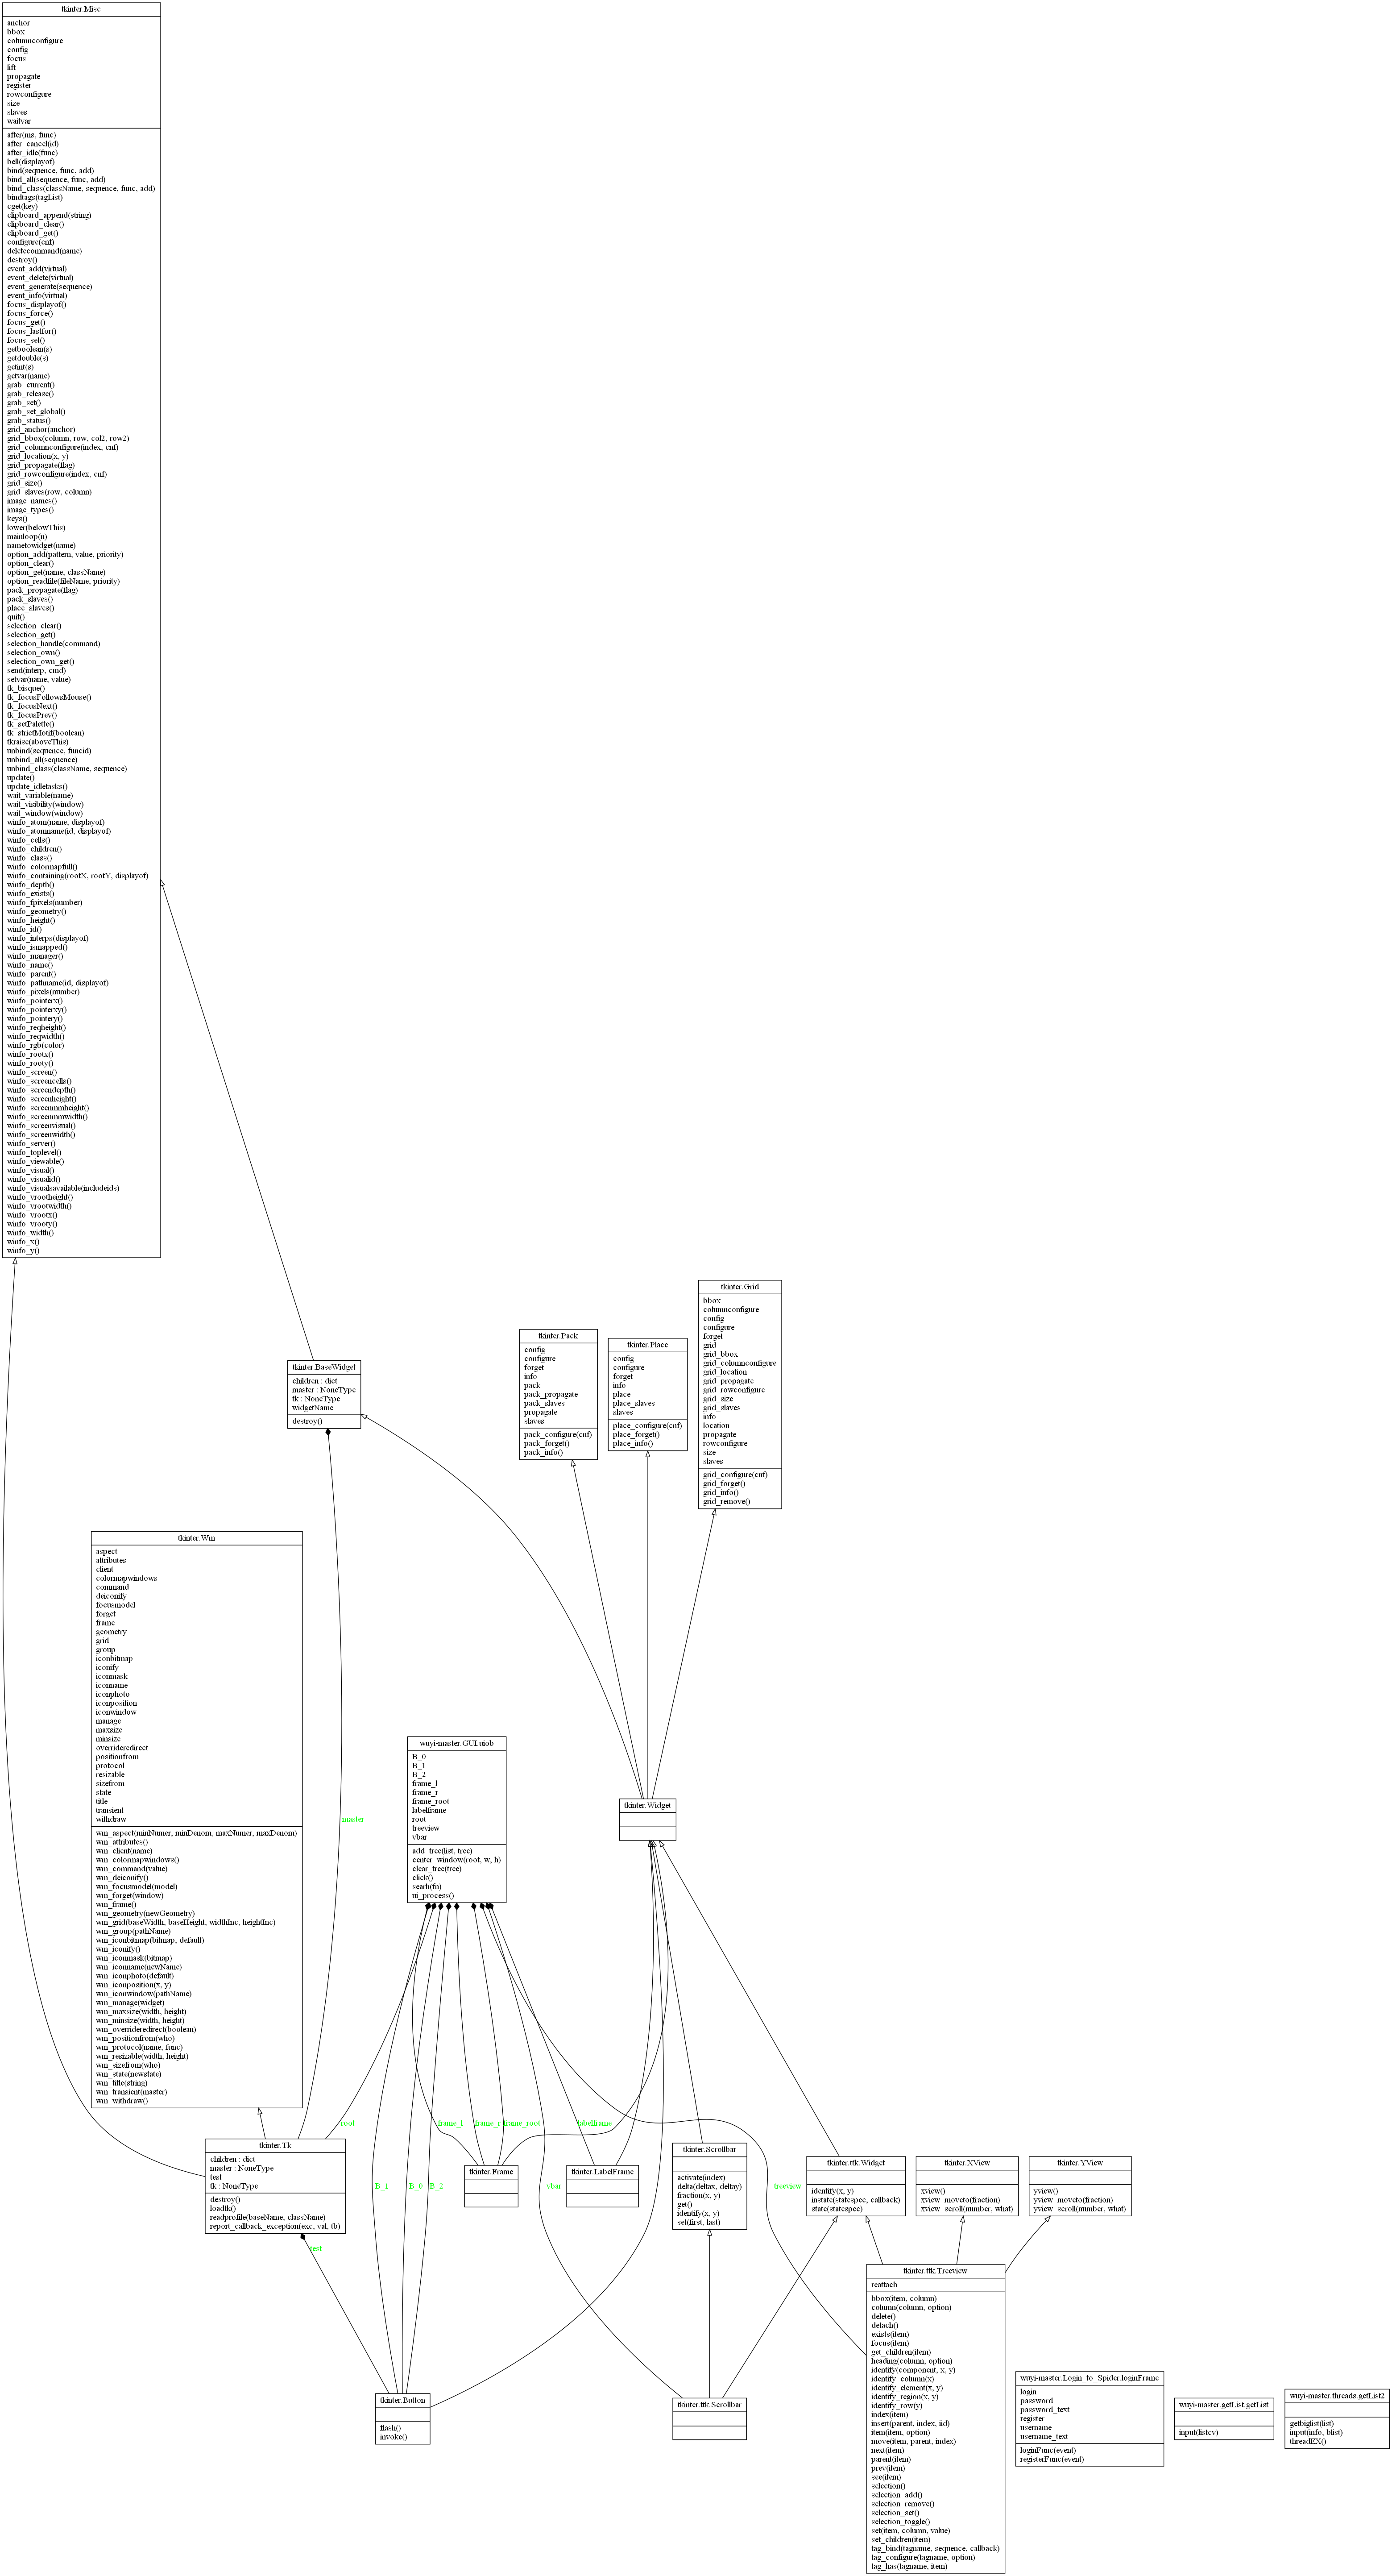 tkinter.Misc
anchor
bbox
columnconfigure
config
focus
lift
propagate
register
rowconfigure
size
slaves
waitvar
after(ms, func)
after_cancel(id)
after_idle(func)
bell(displayof)
bind(sequence, func, add)
bind_all(sequence, func, add)
bind_class(className, sequence, func, add)
bindtags(tagList)
cget(key)
clipboard_append(string)
clipboard_clear()
clipboard_get()
configure(cnf)
deletecommand(name)
destroy()
event_add(virtual)
event_delete(virtual)
event_generate(sequence)
event_info(virtual)
focus_displayof()
focus_force()
focus_get()
focus_lastfor()
focus_set()
getboolean(s)
getdouble(s)
getint(s)
getvar(name)
grab_current()
grab_release()
grab_set()
grab_set_global()
grab_status()
grid_anchor(anchor)
grid_bbox(column, row, col2, row2)
grid_columnconfigure(index, cnf)
grid_location(x, y)
grid_propagate(flag)
grid_rowconfigure(index, cnf)
grid_size()
grid_slaves(row, column)
image_names()
image_types()
keys()
lower(belowThis)
mainloop(n)
nametowidget(name)
option_add(pattern, value, priority)
option_clear()
option_get(name, className)
option_readfile(fileName, priority)
pack_propagate(flag)
pack_slaves()
place_slaves()
quit()
selection_clear()
selection_get()
selection_handle(command)
selection_own()
selection_own_get()
send(interp, cmd)
setvar(name, value)
tk_bisque()
tk_focusFollowsMouse()
tk_focusNext()
tk_focusPrev()
tk_setPalette()
tk_strictMotif(boolean)
tkraise(aboveThis)
unbind(sequence, funcid)
unbind_all(sequence)
unbind_class(className, sequence)
update()
update_idletasks()
wait_variable(name)
wait_visibility(window)
wait_window(window)
winfo_atom(name, displayof)
winfo_atomname(id, displayof)
winfo_cells()
winfo_children()
winfo_class()
winfo_colormapfull()
winfo_containing(rootX, rootY, displayof)
winfo_depth()
winfo_exists()
winfo_fpixels(number)
winfo_geometry()
winfo_height()
winfo_id()
winfo_interps(displayof)
winfo_ismapped()
winfo_manager()
winfo_name()
winfo_parent()
winfo_pathname(id, displayof)
winfo_pixels(number)
winfo_pointerx()
winfo_pointerxy()
winfo_pointery()
winfo_reqheight()
winfo_reqwidth()
winfo_rgb(color)
winfo_rootx()
winfo_rooty()
winfo_screen()
winfo_screencells()
winfo_screendepth()
winfo_screenheight()
winfo_screenmmheight()
winfo_screenmmwidth()
winfo_screenvisual()
winfo_screenwidth()
winfo_server()
winfo_toplevel()
winfo_viewable()
winfo_visual()
winfo_visualid()
winfo_visualsavailable(includeids)
winfo_vrootheight()
winfo_vrootwidth()
winfo_vrootx()
winfo_vrooty()
winfo_width()
winfo_x()
winfo_y()
tkinter.BaseWidget
children : dict
master : NoneType
tk : NoneType
widgetName
destroy()
tkinter.Pack
config
configure
forget
info
pack
pack_propagate
pack_slaves
propagate
slaves
pack_configure(cnf)
pack_forget()
pack_info()
tkinter.Place
config
configure
forget
info
place
place_slaves
slaves
place_configure(cnf)
place_forget()
place_info()
tkinter.Grid
bbox
columnconfigure
config
configure
forget
grid
grid_bbox
grid_columnconfigure
grid_location
grid_propagate
grid_rowconfigure
grid_size
grid_slaves
info
location
propagate
rowconfigure
size
slaves
grid_configure(cnf)
grid_forget()
grid_info()
grid_remove()
tkinter.Wm
aspect
attributes
client
colormapwindows
command
deiconify
focusmodel
forget
frame
geometry
grid
group
iconbitmap
iconify
iconmask
iconname
iconphoto
iconposition
iconwindow
manage
maxsize
minsize
overrideredirect
positionfrom
protocol
resizable
sizefrom
state
title
transient
withdraw
wm_aspect(minNumer, minDenom, maxNumer, maxDenom)
wm_attributes()
wm_client(name)
wm_colormapwindows()
wm_command(value)
wm_deiconify()
wm_focusmodel(model)
wm_forget(window)
wm_frame()
wm_geometry(newGeometry)
wm_grid(baseWidth, baseHeight, widthInc, heightInc)
wm_group(pathName)
wm_iconbitmap(bitmap, default)
wm_iconify()
wm_iconmask(bitmap)
wm_iconname(newName)
wm_iconphoto(default)
wm_iconposition(x, y)
wm_iconwindow(pathName)
wm_manage(widget)
wm_maxsize(width, height)
wm_minsize(width, height)
wm_overrideredirect(boolean)
wm_positionfrom(who)
wm_protocol(name, func)
wm_resizable(width, height)
wm_sizefrom(who)
wm_state(newstate)
wm_title(string)
wm_transient(master)
wm_withdraw()
master
wuyi-master.GUI.uiob
B_0
B_1
B_2
frame_l
frame_r
frame_root
labelframe
root
treeview
vbar
add_tree(list, tree)
center_window(root, w, h)
clear_tree(tree)
click()
searh(fn)
ui_process()
tkinter.Widget
root
frame_l
frame_r
frame_root
labelframe
tkinter.Tk
children : dict
master : NoneType
test
tk : NoneType
destroy()
loadtk()
readprofile(baseName, className)
report_callback_exception(exc, val, tb)
B_1
B_0
B_2
tkinter.Frame
vbar
tkinter.LabelFrame
tkinter.Scrollbar
activate(index)
delta(deltax, deltay)
fraction(x, y)
get()
identify(x, y)
set(first, last)
treeview
tkinter.ttk.Widget
identify(x, y)
instate(statespec, callback)
state(statespec)
tkinter.XView
xview()
xview_moveto(fraction)
xview_scroll(number, what)
tkinter.YView
yview()
yview_moveto(fraction)
yview_scroll(number, what)
test
tkinter.Button
flash()
invoke()
tkinter.ttk.Scrollbar
tkinter.ttk.Treeview
reattach
bbox(item, column)
column(column, option)
delete()
detach()
exists(item)
focus(item)
get_children(item)
heading(column, option)
identify(component, x, y)
identify_column(x)
identify_element(x, y)
identify_region(x, y)
identify_row(y)
index(item)
insert(parent, index, iid)
item(item, option)
move(item, parent, index)
next(item)
parent(item)
prev(item)
see(item)
selection()
selection_add()
selection_remove()
selection_set()
selection_toggle()
set(item, column, value)
set_children(item)
tag_bind(tagname, sequence, callback)
tag_configure(tagname, option)
tag_has(tagname, item)
wuyi-master.Login_to_Spider.loginFrame
login
password
password_text
register
username
username_text
loginFunc(event)
registerFunc(event)
wuyi-master.getList.getList
input(listcv)
wuyi-master.threads.getList2
getbiglist(list)
input(info, blist)
threadEX()